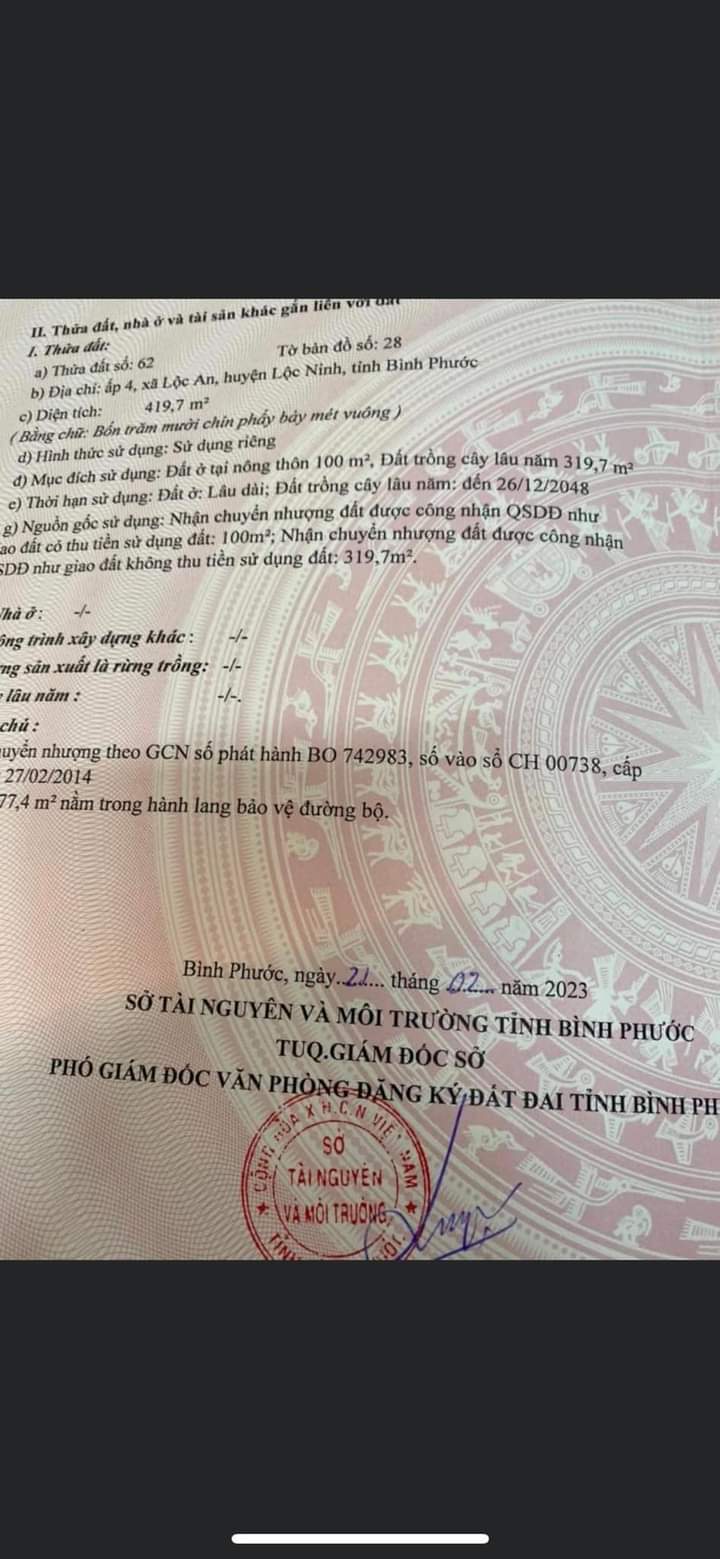 II. Thửa đất, nhà ở và tài sản khác gắn liền với đất
1. Thửa đất:
a) Thửa đất số: 62 Tờ bản đồ số: 28
b) Địa chỉ: ấp 4, xã Lộc An, huyện Lộc Ninh, tỉnh Bình Phước
c) Diện tích: 419,7 m²
( Bằng chữ: Bốn trăm mười chín phẩy bảy mét vuông )
d) Hình thức sử dụng: Sử dụng riêng
đ) Mục đích sử dụng: Đất ở tại nông thôn 100 m², Đất trồng cây lâu năm 319,7 m²
e) Thời hạn sử dụng: Đất ở: Lâu dài; Đất trồng cây lâu năm: đến 26/12/2048
g) Nguồn gốc sử dụng: Nhận chuyển nhượng đất được công nhận QSDĐ như
ao đất có thu tiền sử dụng đất: 100m²; Nhận chuyển nhượng đất được công nhận
SDĐ như giao đất không thu tiền sử dụng đất: 319,7m².
Nhà ở : -/-
ông trình xây dựng khác : -/-
ng sản xuất là rừng trồng: -/-
lâu năm : -/-.
chú :
uyển nhượng theo GCN số phát hành BO 742983, số vào sổ CH 00738, cấp
27/02/2014
77,4 m² nằm trong hành lang bảo vệ đường bộ.
Bình Phước, ngày..21... tháng .02... năm 2023
SỞ TÀI NGUYÊN VÀ MÔI TRƯỜNG TỈNH BÌNH PHƯỚC
TUQ.GIÁM ĐỐC SỞ
PHÓ GIÁM ĐỐC VĂN PHÒNG ĐĂNG KÝ ĐẤT ĐAI TỈNH BÌNH PH
CỘNG HÒA X.H.C.N VIỆT NAM
SỞ
TÀI NGUYÊN
VÀ MÔI TRƯỜNG